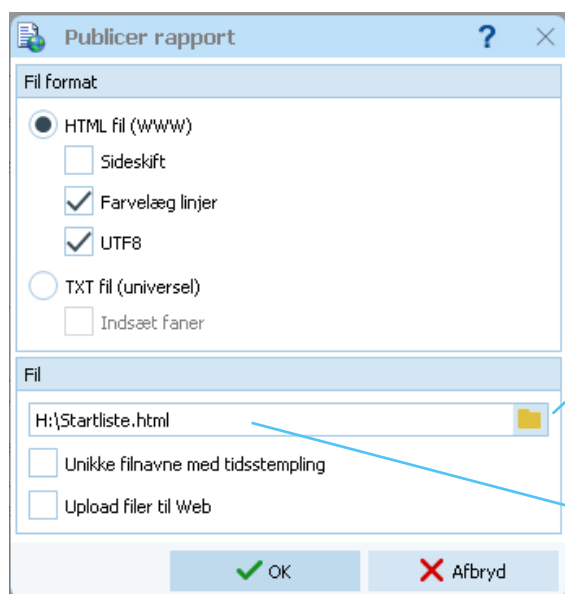 Publicer rapport ?
Fil format
HTML fil (WWW)
Sideskift
Farvelæg linjer
UTF8
TXT fil (universel)
Indsæt faner
Fil
H:\Startliste.html
Unikke filnavne med tidsstempling
Upload filer til Web
OK Afbryd